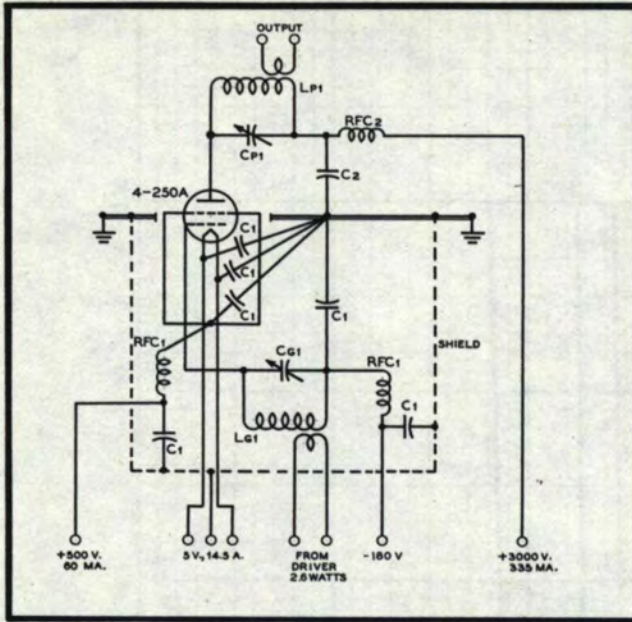 OUTPUT
LP1
CP1
RFC2
C2
4-250A
C1
C1
C1
C1
RFC1
CG1
RFC1
SHIELD
C1
C1
LG1
+500 V.
60 MA.
5 V., 14.5 A.
FROM
DRIVER
2.6 WATTS
-180 V
+3000 V.
335 MA.